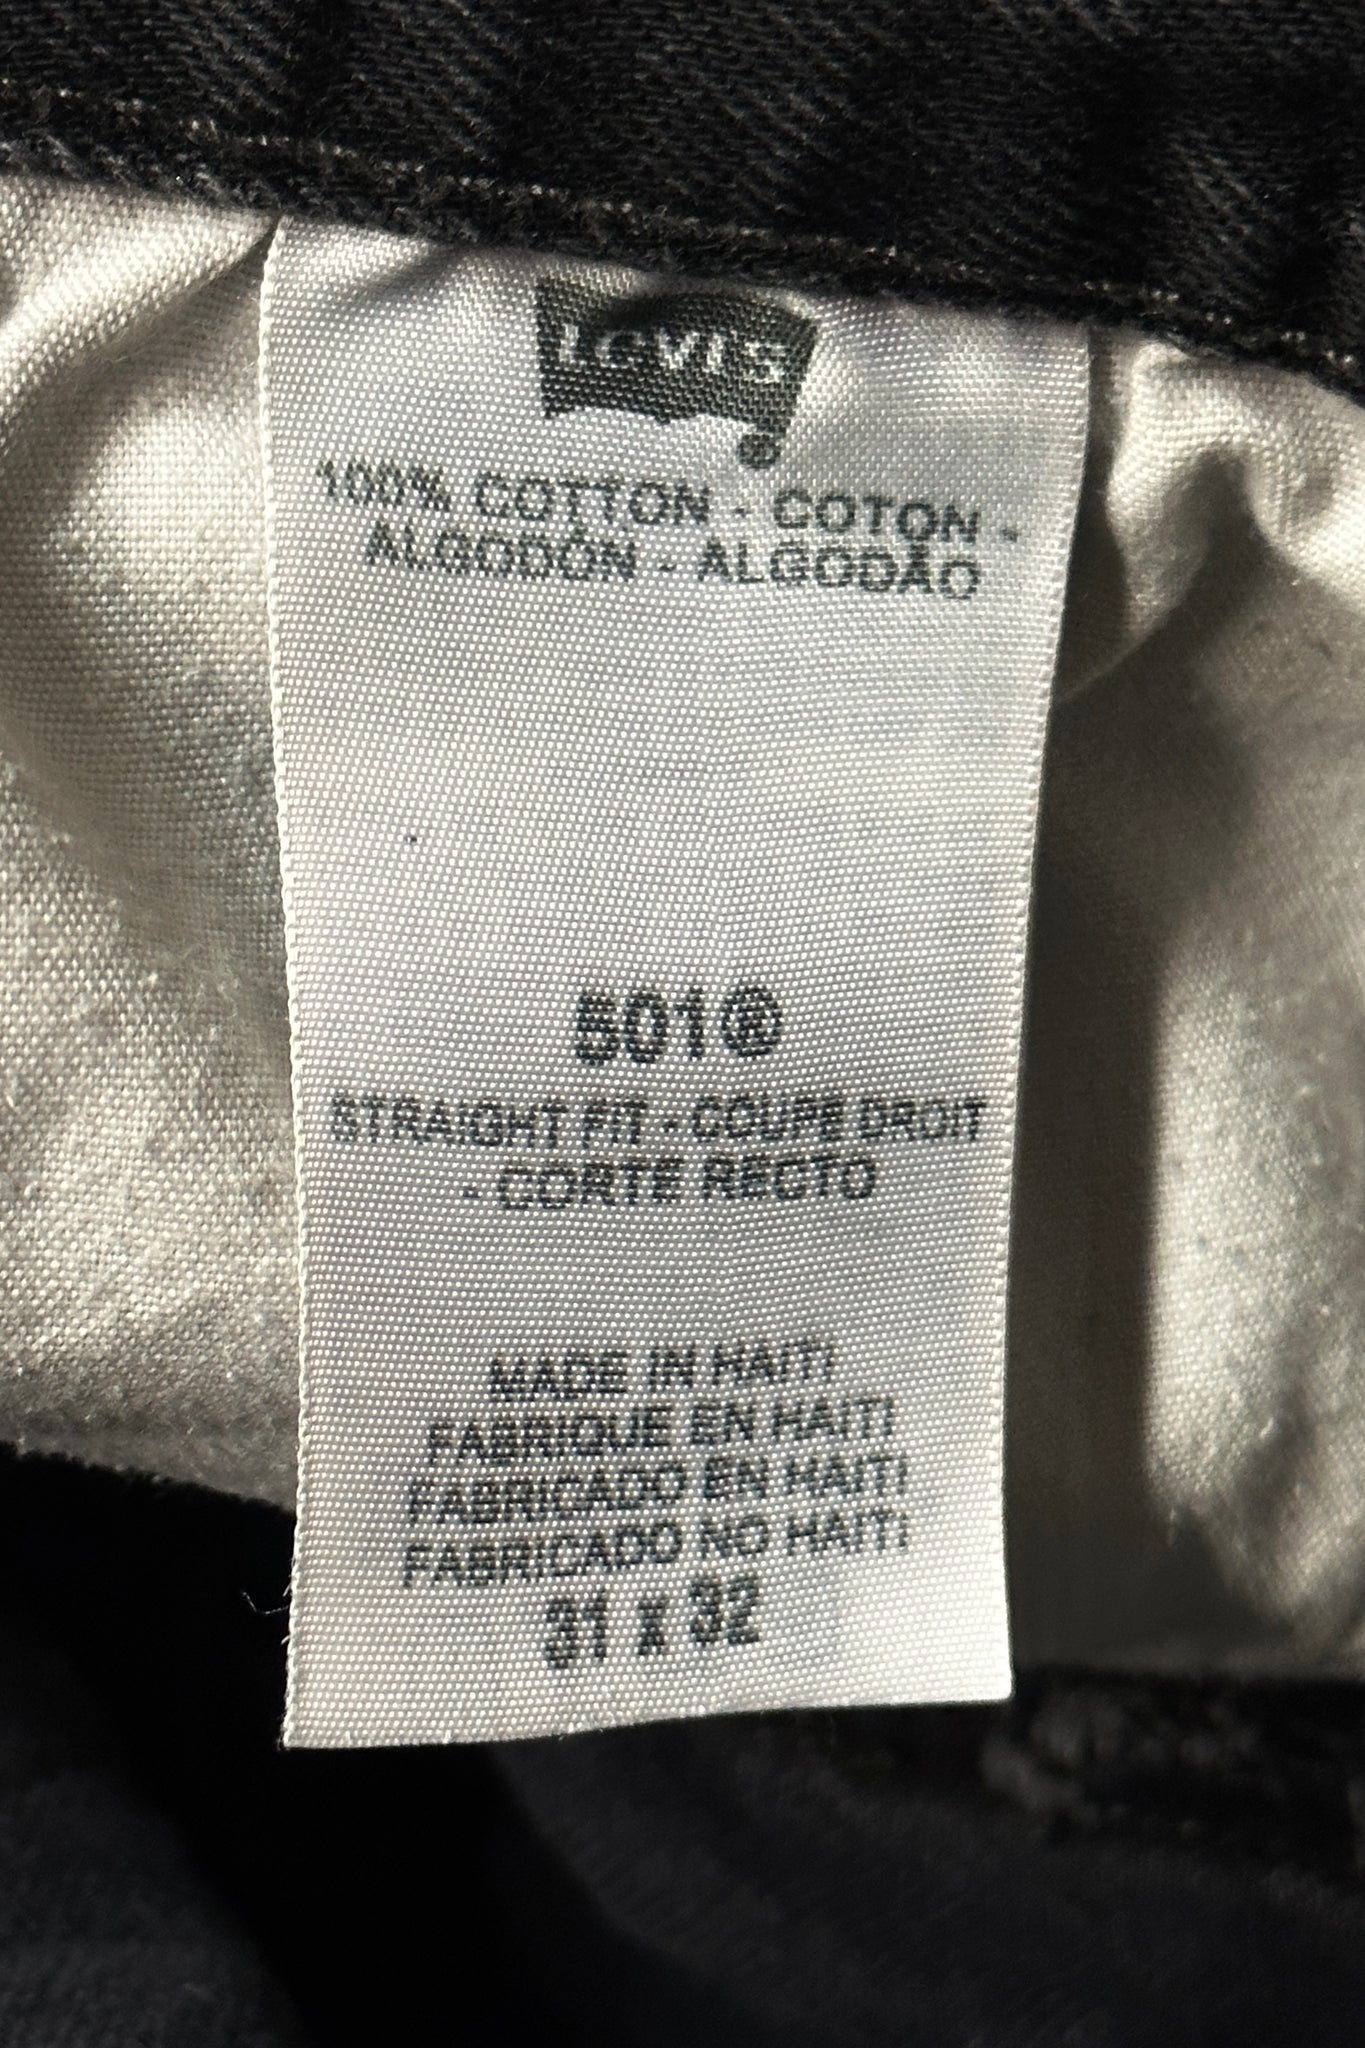 LEVI'S
®
100% COTTON - COTON -
ALGODÓN - ALGODÃO
501®
STRAIGHT FIT - COUPE DROIT
- CORTE RECTO
MADE IN HAITI
FABRIQUE EN HAITI
FABRICADO EN HAITI
FABRICADO NO HAITI
31 X 32